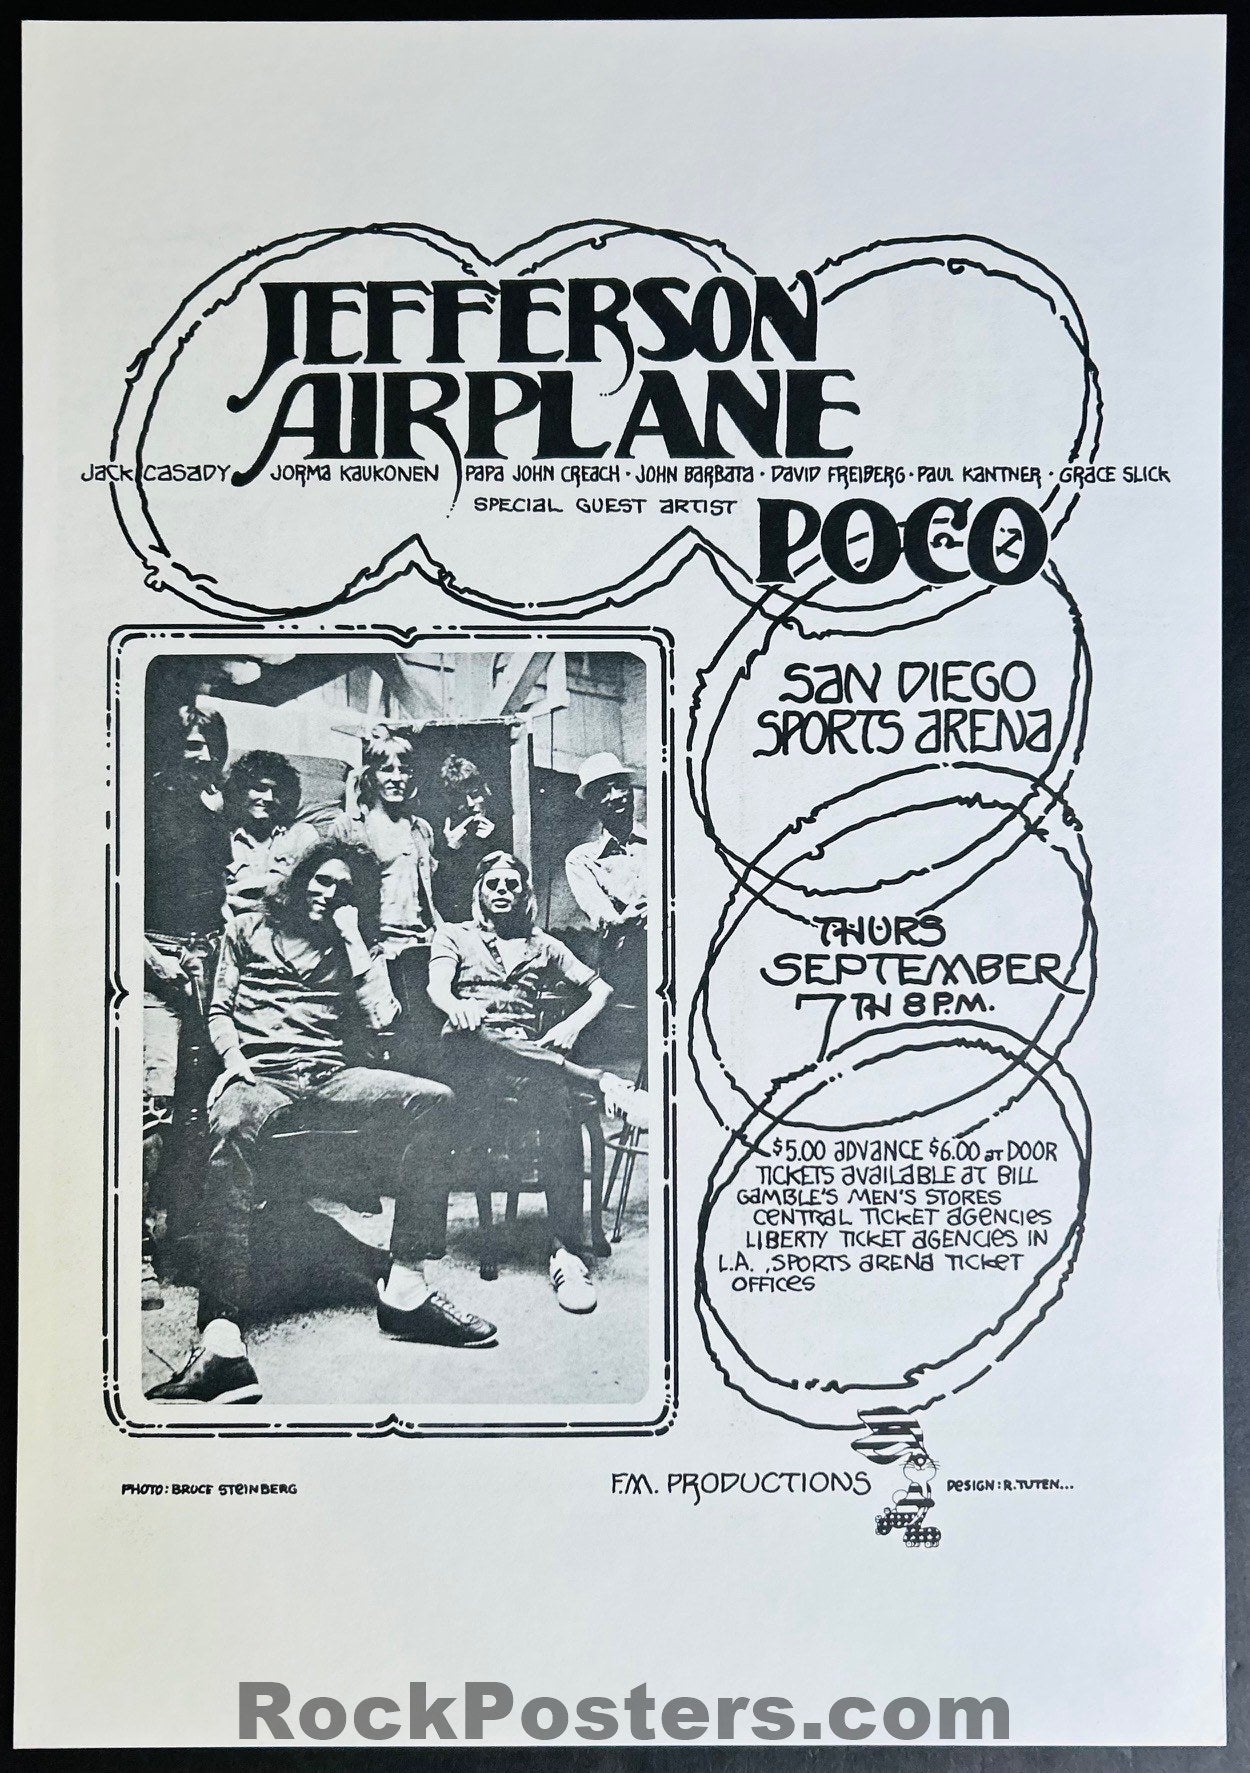 JEFFERSON
AIRPLANE
JACK CASADY JORMA KAUKONEN PAPA JOHN CREACH · JOHN BARBATA · DAVID FREIBERG · PAUL KANTNER · GRACE SLICK
SPECIAL GUEST ARTIST POCO
SAN DIEGO
SPORTS ARENA
THURS
SEPTEMBER
7TH 8 P.M.
$5.00 ADVANCE $6.00 AT DOOR
TICKETS AVAILABLE AT BILL
GAMBLE'S MEN'S STORES
CENTRAL TICKET AGENCIES
LIBERTY TICKET AGENCIES IN
L.A. , SPORTS ARENA TICKET
OFFICES
PHOTO: BRUCE STEINBERG
F.M. PRODUCTIONS
DESIGN: R. TUTEN...
RockPosters.com